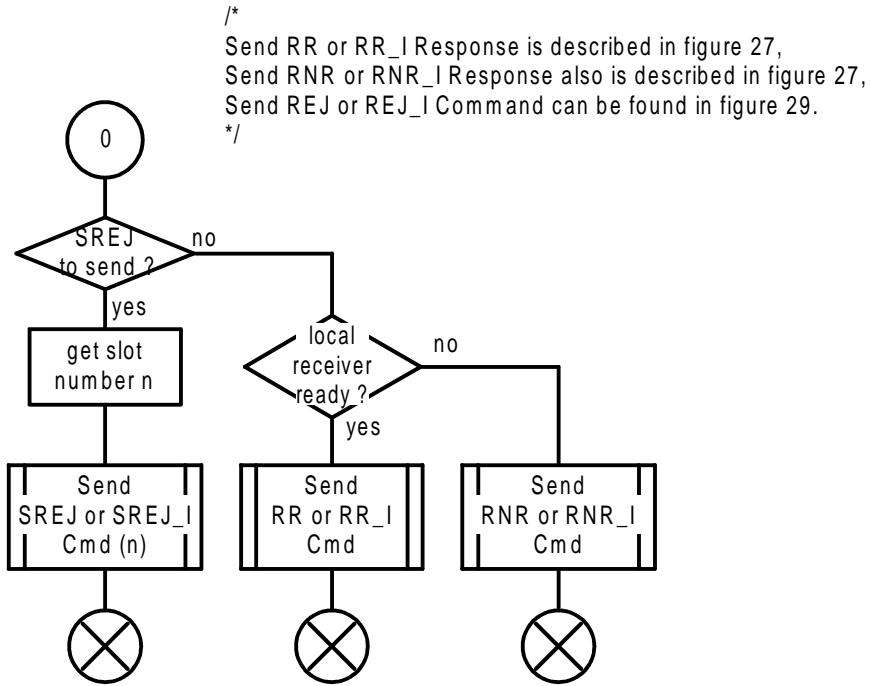 /*
Send RR or RR_I Response is described in figure 27,
Send RNR or RNR_I Response also is described in figure 27,
Send REJ or REJ_I Command can be found in figure 29.
*/
0
SREJ
to send ?
no
yes
get slot
number n
local
receiver
ready ?
no
yes
Send
SREJ or SREJ_I
Cmd (n)
Send
RR or RR_I
Cmd
Send
RNR or RNR_I
Cmd